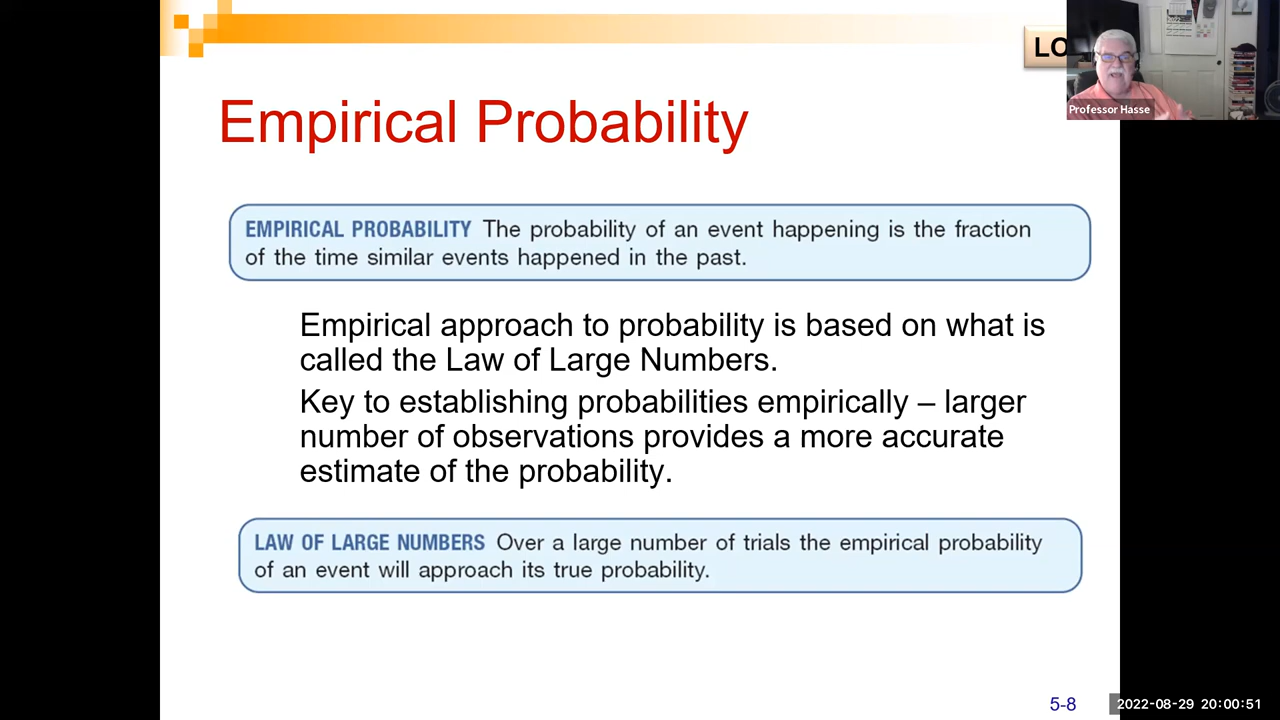 LO
Professor Hasse
Empirical Probability
EMPIRICAL PROBABILITY The probability of an event happening is the fraction
of the time similar events happened in the past.
Empirical approach to probability is based on what is
called the Law of Large Numbers.
Key to establishing probabilities empirically – larger
number of observations provides a more accurate
estimate of the probability.
LAW OF LARGE NUMBERS Over a large number of trials the empirical probability
of an event will approach its true probability.
5-8
2022-08-29 20:00:51